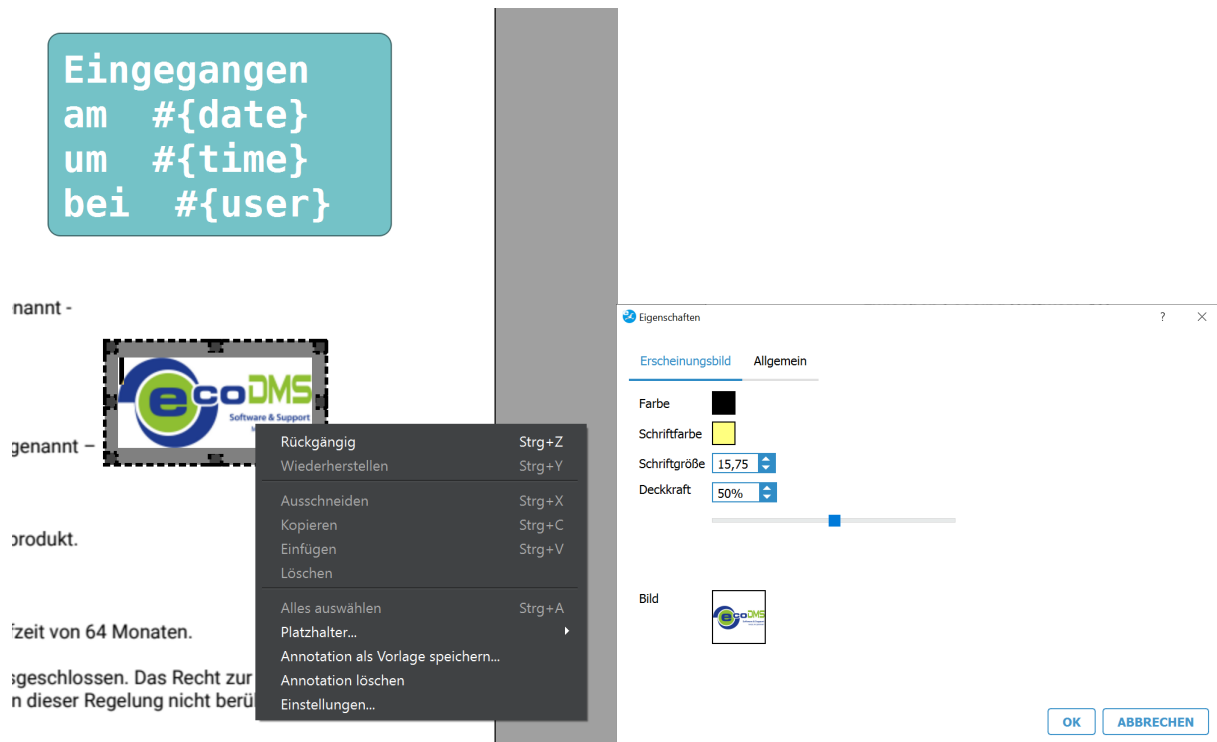 Eingegangen
am #{date}
um #{time}
bei #{user}
nannt -
ecoDMS
Software & Support
genannt –
Rückgängig Strg+Z
Wiederherstellen Strg+Y
Ausschneiden Strg+X
Kopieren Strg+C
Einfügen Strg+V
Löschen
Alles auswählen Strg+A
Platzhalter...
Annotation als Vorlage speichern...
Annotation löschen
Einstellungen...
produkt.
fzeit von 64 Monaten.
sgeschlossen. Das Recht zur
n dieser Regelung nicht berü
Eigenschaften ?
Erscheinungsbild Allgemein
Farbe
Schriftfarbe
Schriftgröße 15,75
Deckkraft 50%
Bild
ecoDMS
OK ABBRECHEN